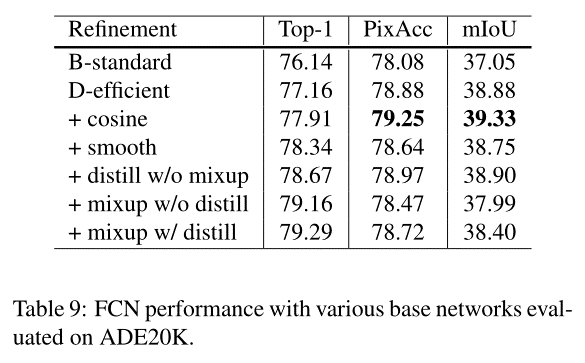 Refinement Top-1 PixAcc mIoU
B-standard 76.14 78.08 37.05
D-efficient 77.16 78.88 38.88
+ cosine 77.91 79.25 39.33
+ smooth 78.34 78.64 38.75
+ distill w/o mixup 78.67 78.97 38.90
+ mixup w/o distill 79.16 78.47 37.99
+ mixup w/ distill 79.29 78.72 38.40
Table 9: FCN performance with various base networks eval-
uated on ADE20K.